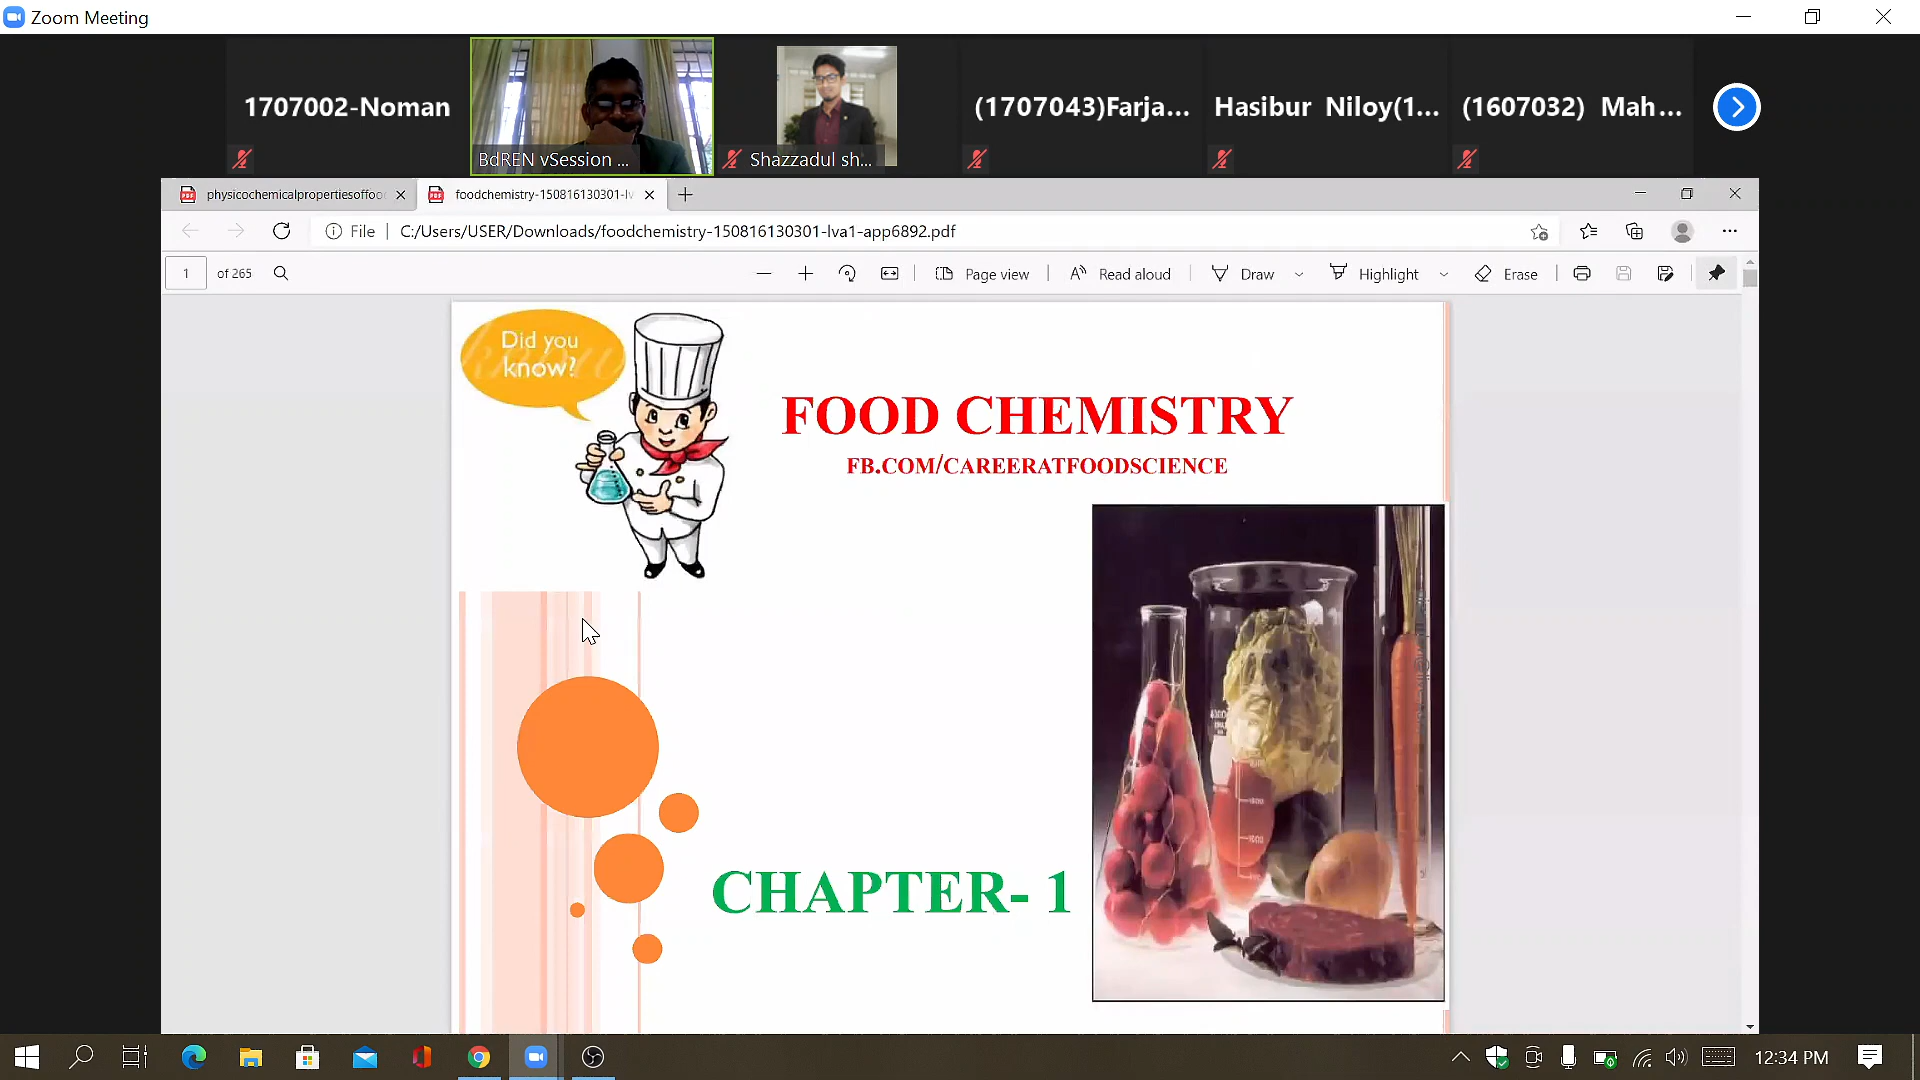 Zoom Meeting
1707002-Noman
BdREN vSession ...
Shazzadul sh...
(1707043)Farja...
Hasibur Niloy(1...
(1607032) Mah...
physicochemicalpropertiesoffoo
foodchemistry-150816130301-lv
File
C:/Users/USER/Downloads/foodchemistry-150816130301-lva1-app6892.pdf
1 of 265
Page view
Read aloud
Draw
Highlight
Erase
Did you
know?
FOOD CHEMISTRY
FB.COM/CAREERATFOODSCIENCE
CHAPTER- 1
12:34 PM